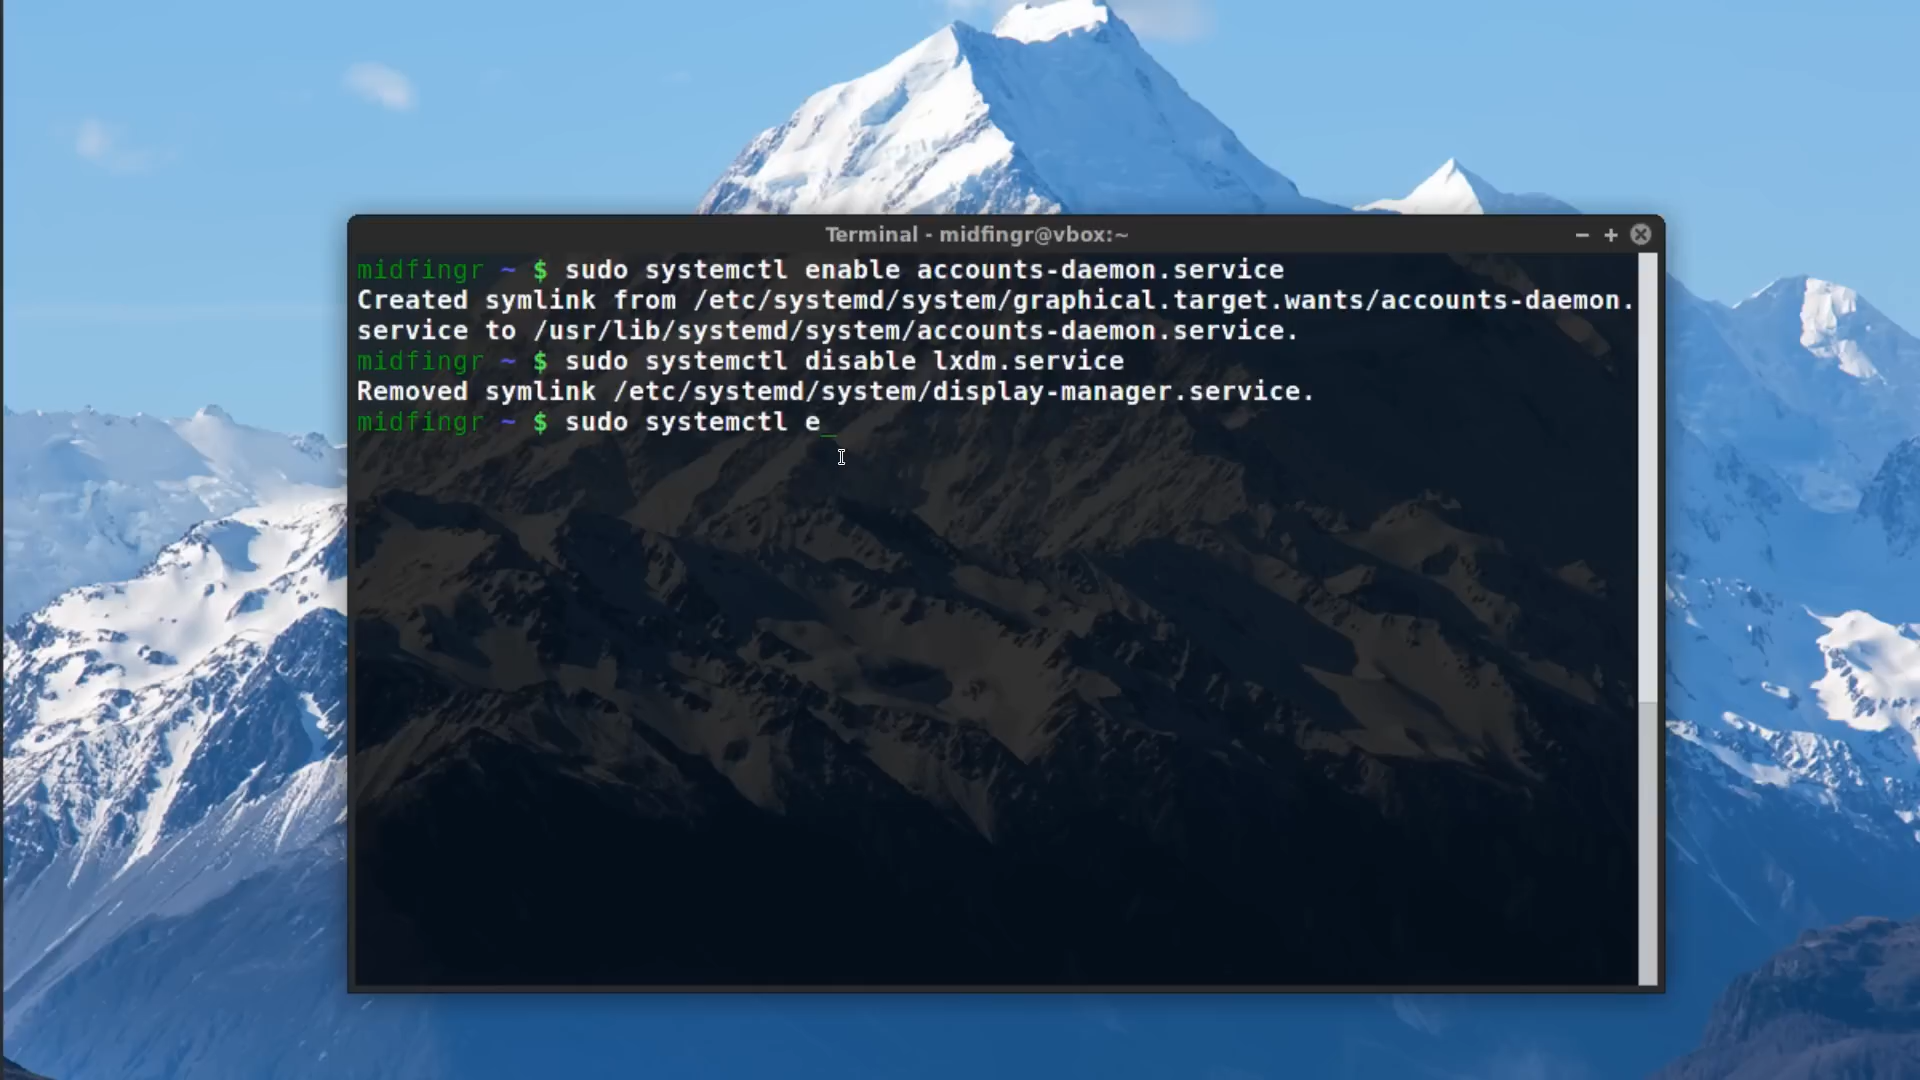 Terminal - midfingr@vbox:~
midfingr ~ $ sudo systemctl enable accounts-daemon.service
Created symlink from /etc/systemd/system/graphical.target.wants/accounts-daemon.
service to /usr/lib/systemd/system/accounts-daemon.service.
midfingr ~ $ sudo systemctl disable lxdm.service
Removed symlink /etc/systemd/system/display-manager.service.
midfingr ~ $ sudo systemctl e_